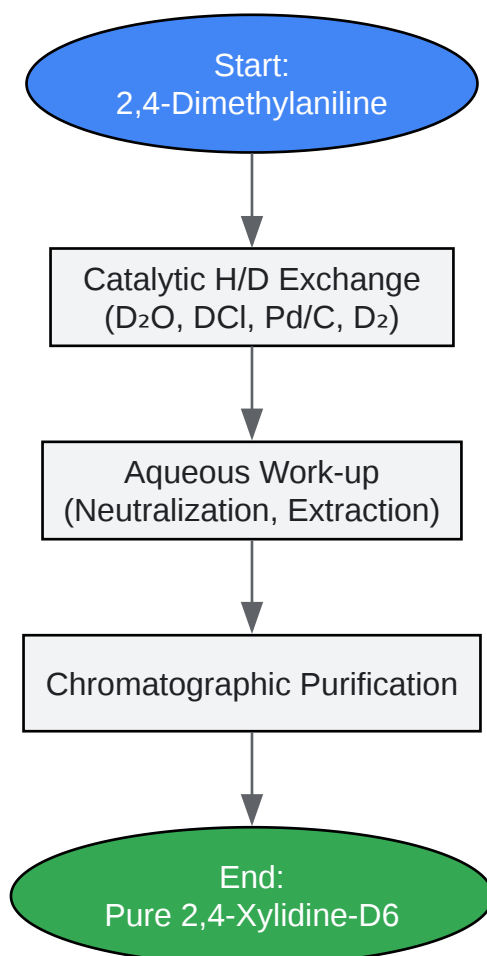 Start:
2,4-Dimethylaniline
Catalytic H/D Exchange
(D₂O, DCl, Pd/C, D₂)
Aqueous Work-up
(Neutralization, Extraction)
Chromatographic Purification
End:
Pure 2,4-Xylidine-D6